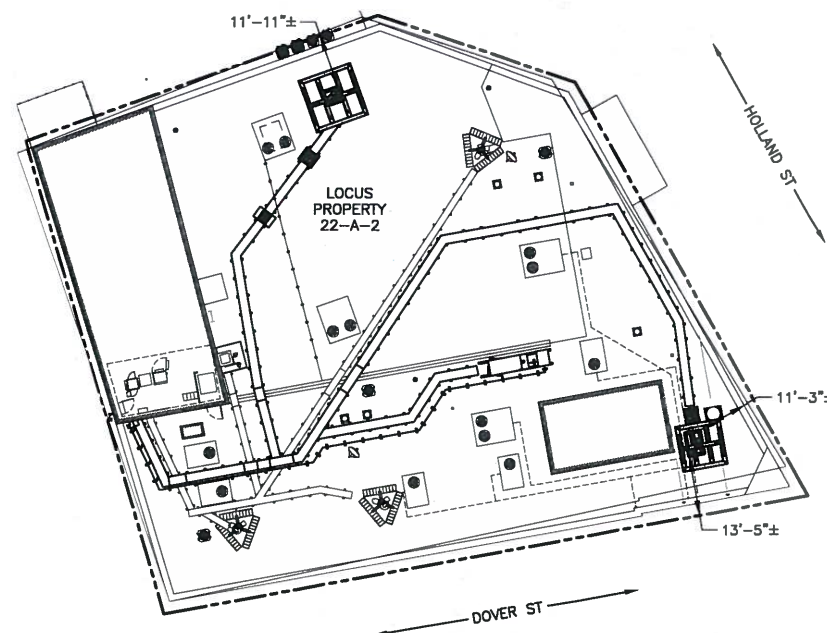 11'-11"±
HOLLAND ST
LOCUS
PROPERTY
22-A-2
11'-3"±
13'-5"±
DOVER ST